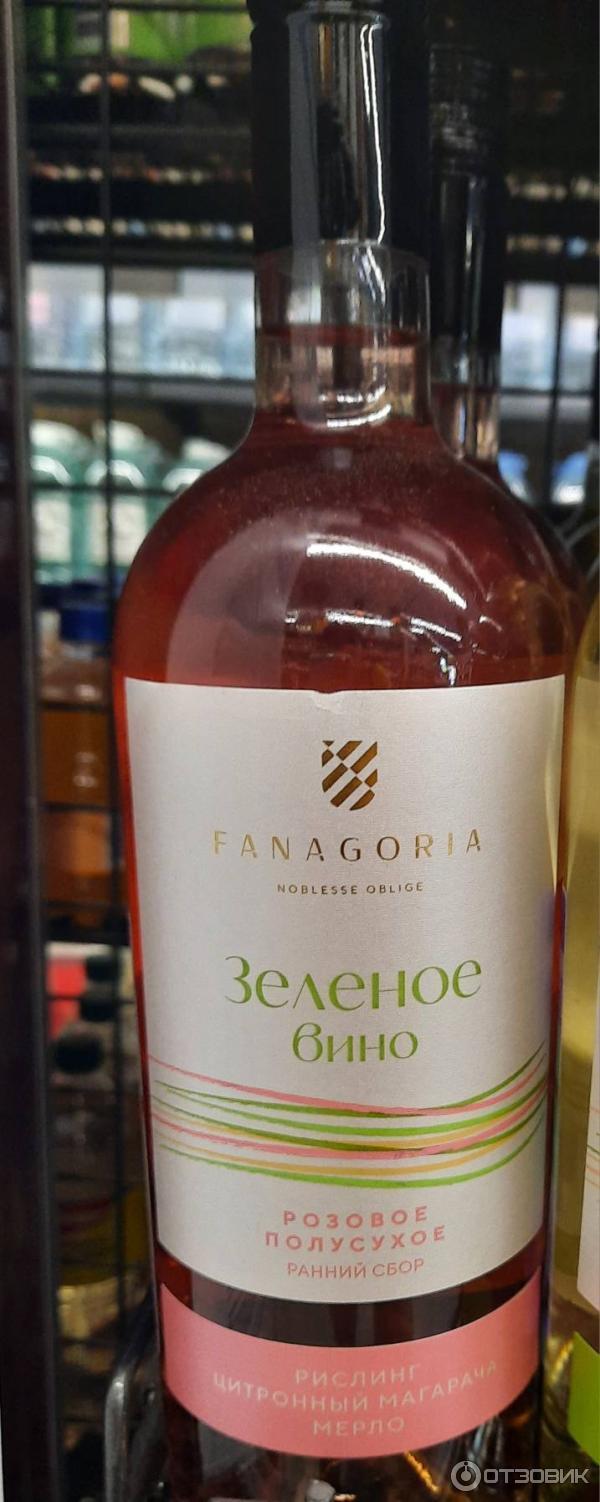 FANAGORIA
NOBLESSE OBLIGE
Зеленое
вино
РОЗОВОЕ
ПОЛУСУХОЕ
РАННИЙ СБОР
РИСЛИНГ
ЦИТРОННЫЙ МАГАРАЧА
МЕРЛО
ОТЗОВИК